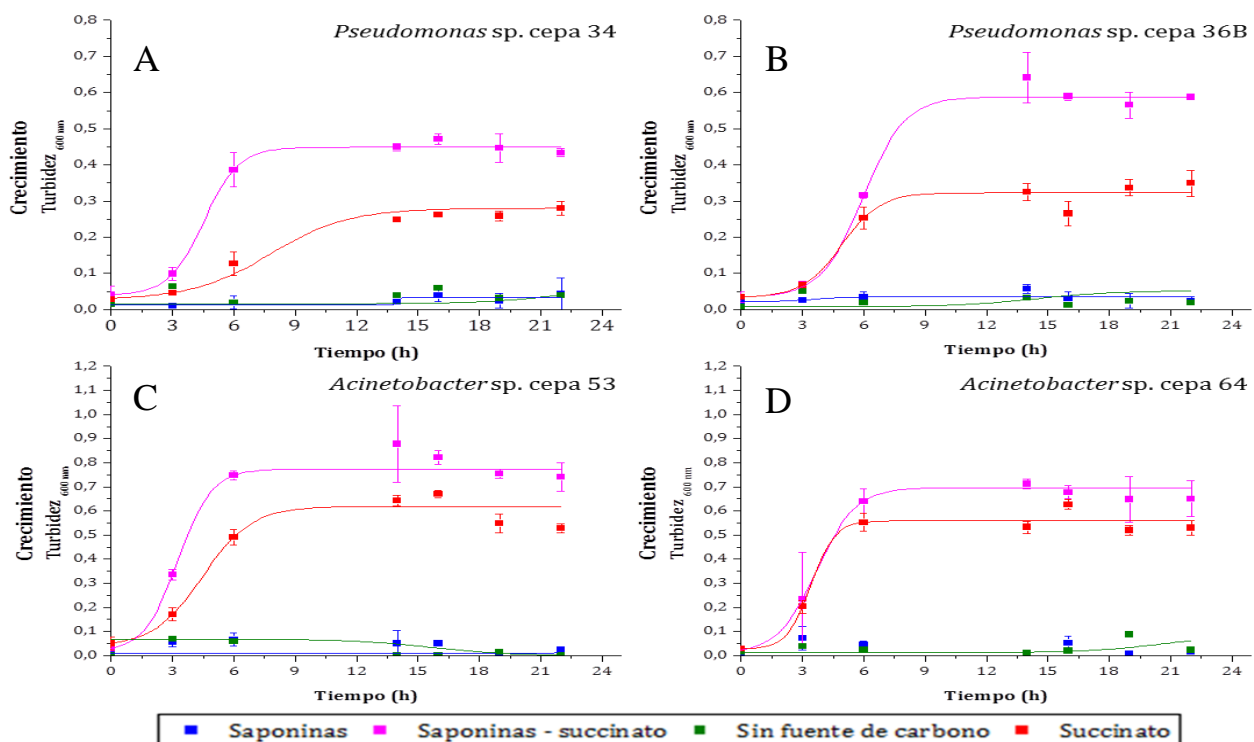 A
Pseudomonas sp. cepa 34
Crecimiento
Turbidez 600 nm
0,8
0,7
0,6
0,5
0,4
0,3
0,2
0,1
0,0
0 3 6 9 12 15 18 21 24
Tiempo (h)
B
Pseudomonas sp. cepa 36B
Crecimiento
Turbidez 600 nm
0,8
0,7
0,6
0,5
0,4
0,3
0,2
0,1
0,0
0 3 6 9 12 15 18 21 24
Tiempo (h)
C
Acinetobacter sp. cepa 53
Crecimiento
Turbidez 600 nm
1,2
1,1
1,0
0,9
0,8
0,7
0,6
0,5
0,4
0,3
0,2
0,1
0,0
0 3 6 9 12 15 18 21 24
Tiempo (h)
D
Acinetobacter sp. cepa 64
Crecimiento
Turbidez 600 nm
1,2
1,1
1,0
0,9
0,8
0,7
0,6
0,5
0,4
0,3
0,2
0,1
0,0
0 3 6 9 12 15 18 21 24
Tiempo (h)
Saponinas Saponinas - succinato Sin fuente de carbono Succinato